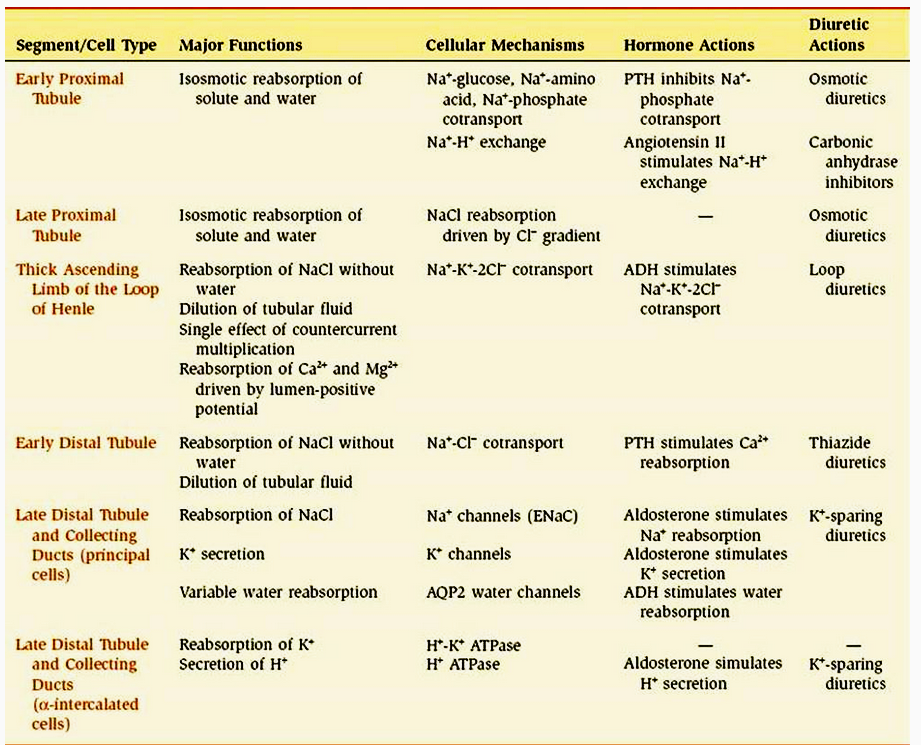 Segment/Cell Type Major Functions Cellular Mechanisms Hormone Actions Diuretic Actions
Early Proximal Tubule
Isosmotic reabsorption of
solute and water
Na⁺-glucose, Na⁺-amino
acid, Na⁺-phosphate
cotransport
PTH inhibits Na⁺-
phosphate
cotransport
Osmotic
diuretics
Na⁺-H⁺ exchange
Angiotensin II
stimulates Na⁺-H⁺
exchange
Carbonic
anhydrase
inhibitors
Late Proximal
Tubule
Isosmotic reabsorption of
solute and water
NaCl reabsorption
driven by Cl⁻ gradient
—
Osmotic
diuretics
Thick Ascending
Limb of the Loop
of Henle
Reabsorption of NaCl without
water
Dilution of tubular fluid
Single effect of countercurrent
multiplication
Reabsorption of Ca²⁺ and Mg²⁺
driven by lumen-positive
potential
Na⁺-K⁺-2Cl⁻ cotransport
ADH stimulates
Na⁺-K⁺-2Cl⁻
cotransport
Loop
diuretics
Early Distal Tubule
Reabsorption of NaCl without
water
Dilution of tubular fluid
Na⁺-Cl⁻ cotransport
PTH stimulates Ca²⁺
reabsorption
Thiazide
diuretics
Late Distal Tubule
and Collecting
Ducts (principal
cells)
Reabsorption of NaCl
Na⁺ channels (ENaC)
Aldosterone stimulates
Na⁺ reabsorption
K⁺-sparing
diuretics
K⁺ secretion
K⁺ channels
Aldosterone stimulates
K⁺ secretion
Variable water reabsorption
AQP2 water channels
ADH stimulates water
reabsorption
Late Distal Tubule
and Collecting
Ducts
(α-intercalated
cells)
Reabsorption of K⁺
H⁺-K⁺ ATPase
—
—
Secretion of H⁺
H⁺ ATPase
Aldosterone simulates
H⁺ secretion
K⁺-sparing
diuretics